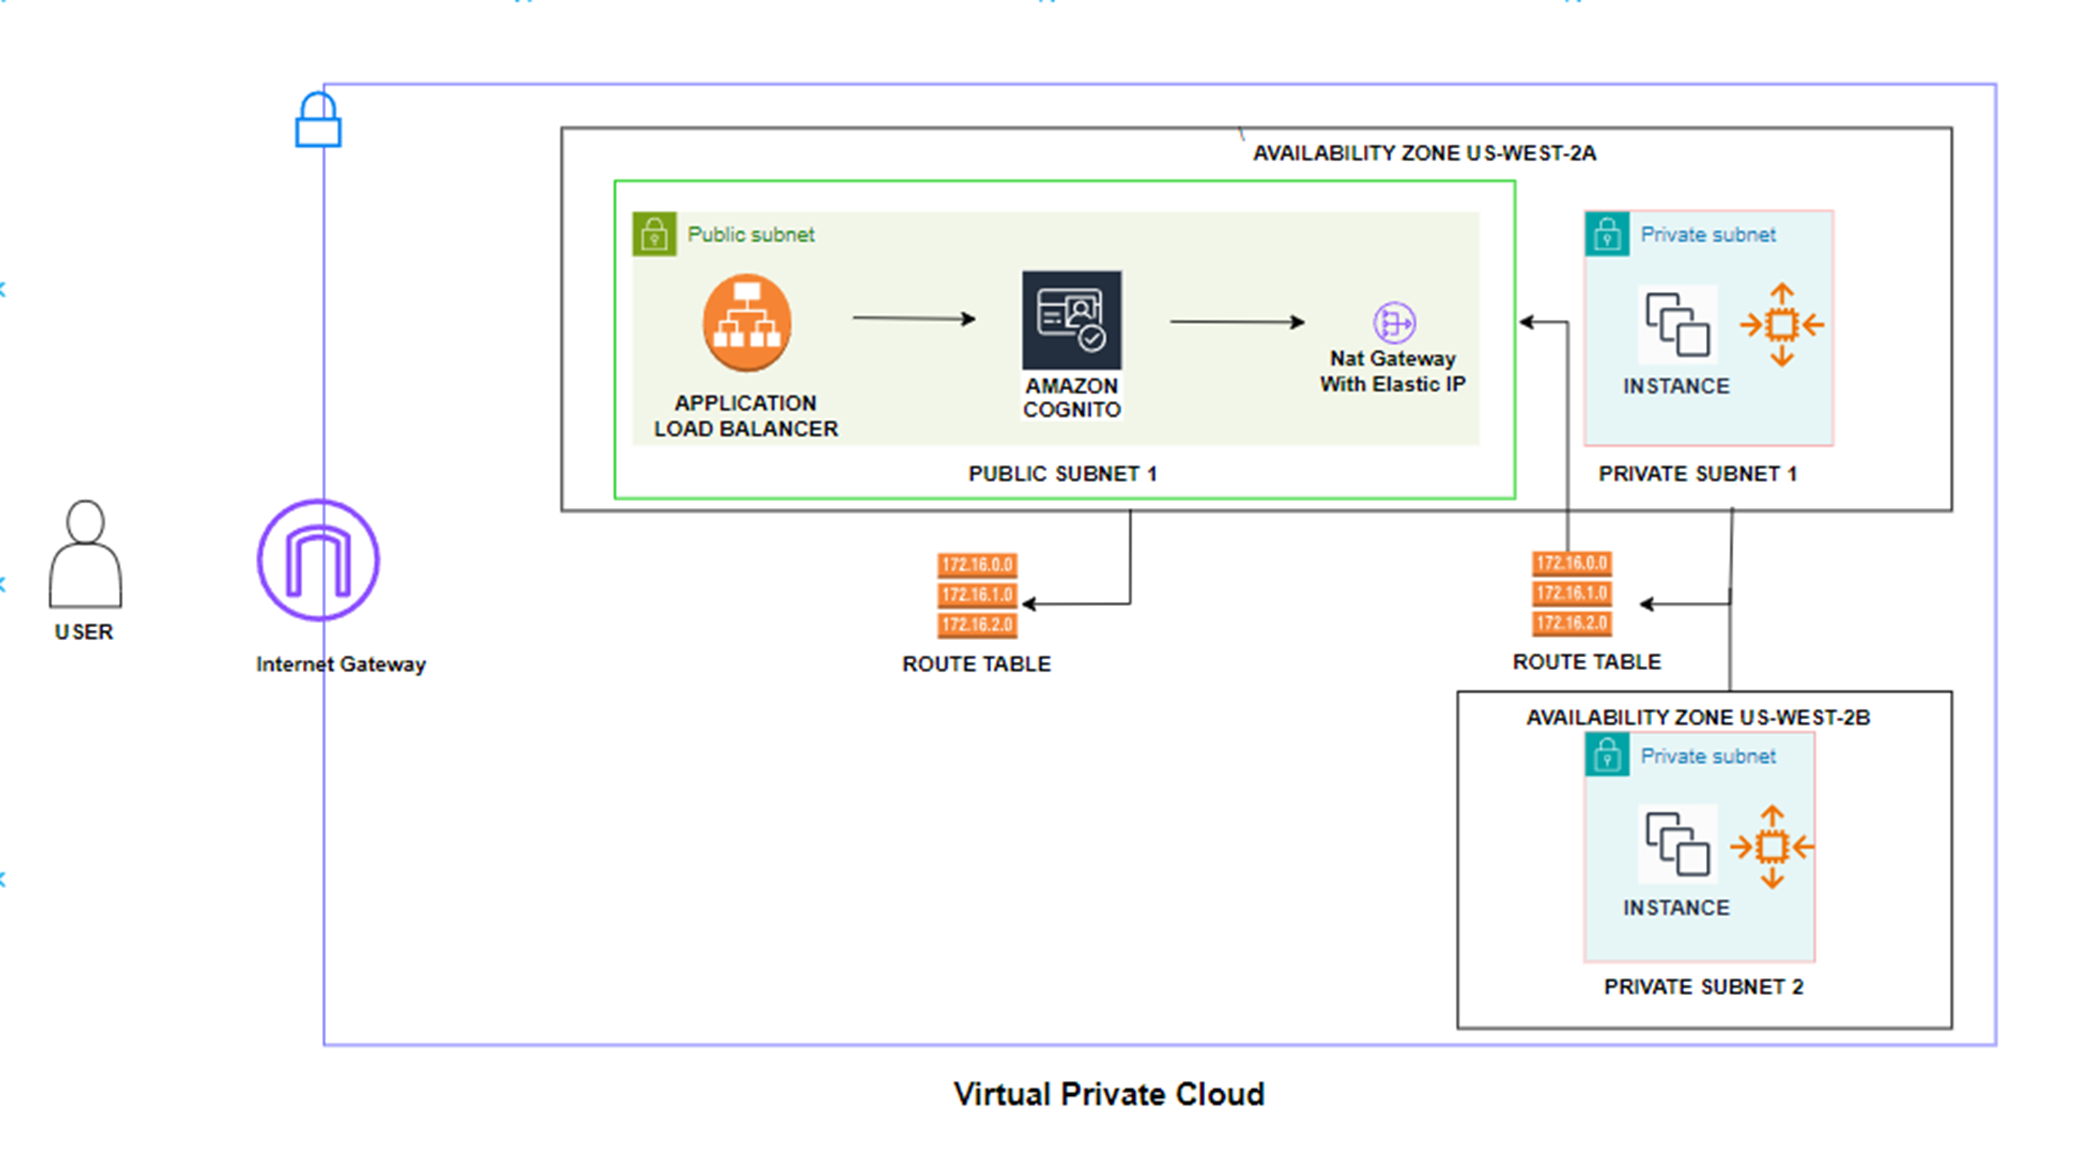 AVAILABILITY ZONE US-WEST-2A
Public subnet
Private subnet
APPLICATION
LOAD BALANCER
AMAZON
COGNITO
Nat Gateway
With Elastic IP
INSTANCE
PUBLIC SUBNET 1
PRIVATE SUBNET 1
USER
Internet Gateway
172.16.0.0
172.16.1.0
172.16.2.0
ROUTE TABLE
172.16.0.0
172.16.1.0
172.16.2.0
ROUTE TABLE
AVAILABILITY ZONE US-WEST-2B
Private subnet
INSTANCE
PRIVATE SUBNET 2
Virtual Private Cloud